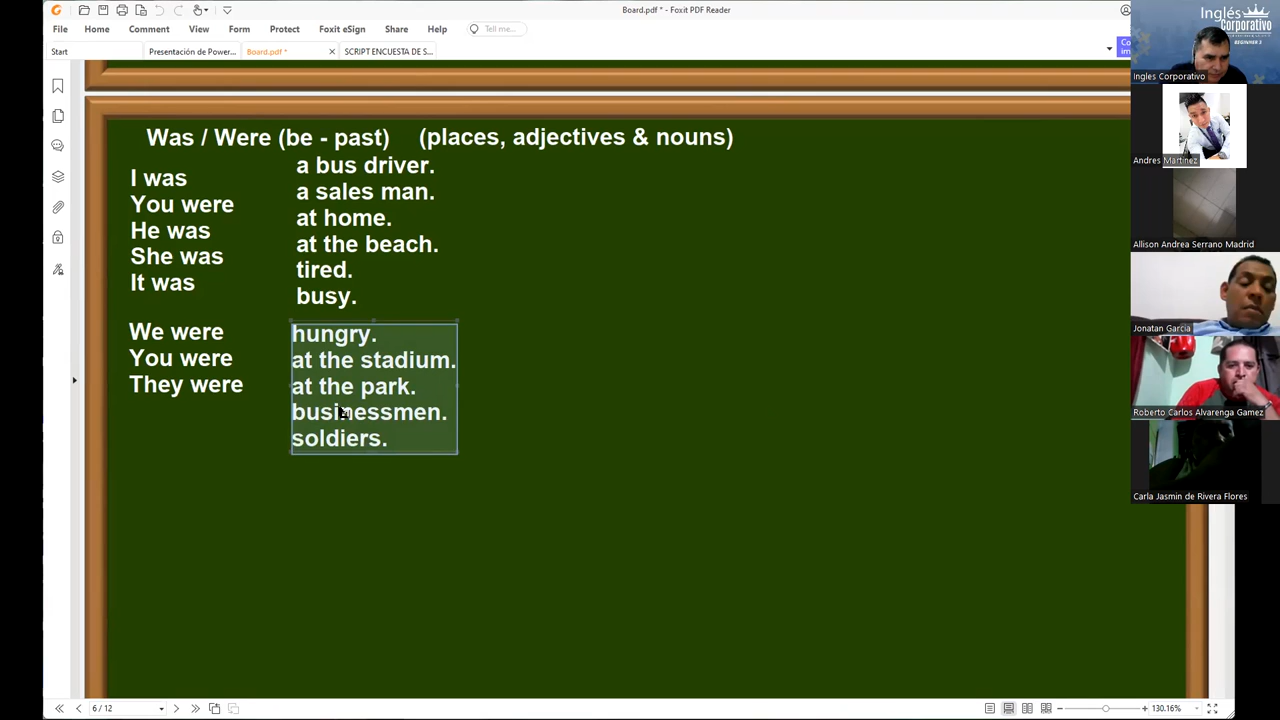 Board.pdf * - Foxit PDF Reader
File Home Comment View Form Protect Foxit eSign Share Help Tell me...
Start Presentación de Power... Board.pdf * SCRIPT ENCUESTA DE S...
Was / Were (be - past) (places, adjectives & nouns)
I was
You were
He was
She was
It was
a bus driver.
a sales man.
at home.
at the beach.
tired.
busy.
We were
You were
They were
hungry.
at the stadium.
at the park.
businessmen.
soldiers.
Inglés
Corporativo
BEGINNER 2
Ingles Corporativo
Andres Martinez
Allison Andrea Serrano Madrid
Jonatan Garcia
Roberto Carlos Alvarenga Gamez
Carla Jasmin de Rivera Flores
6 / 12
130.16%